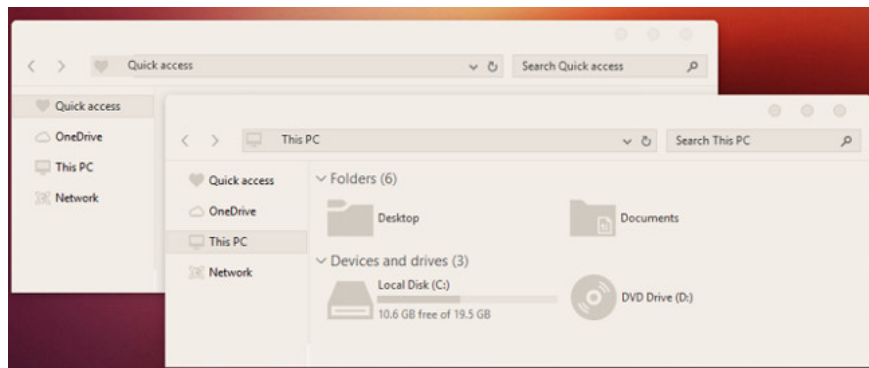 Quick access
Search Quick access
Quick access
OneDrive
This PC
Network
This PC
Search This PC
Quick access
OneDrive
This PC
Network
Folders (6)
Desktop
Documents
Devices and drives (3)
Local Disk (C:)
10.6 GB free of 19.5 GB
DVD Drive (D:)